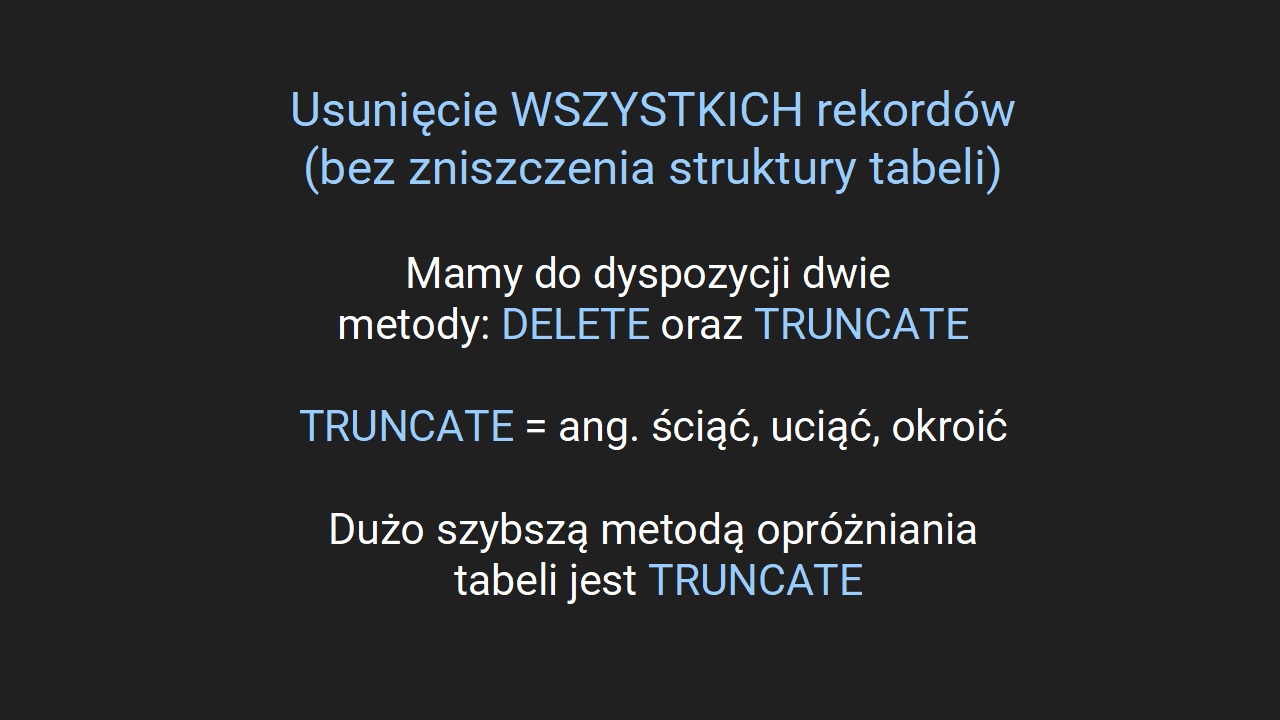 Usunięcie WSZYSTKICH rekordów
(bez zniszczenia struktury tabeli)
Mamy do dyspozycji dwie
metody: DELETE oraz TRUNCATE
TRUNCATE = ang. ściąć, uciąć, okroić
Dużo szybszą metodą opróżniania
tabeli jest TRUNCATE